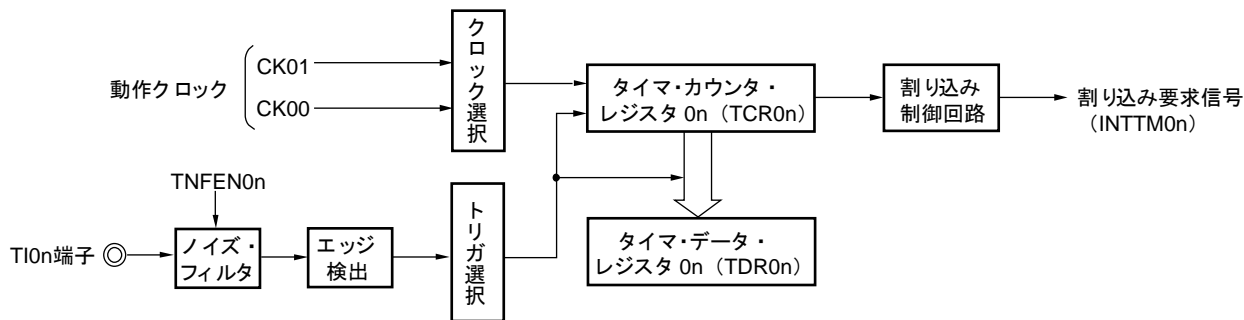 動作クロック
CK01
CK00
クロック選択
タイマ・カウンタ・
レジスタ 0n（TCR0n）
割り込み
制御回路
割り込み要求信号
（INTTM0n）
TNFEN0n
TI0n端子
ノイズ・
フィルタ
エッジ
検出
トリガ選択
タイマ・データ・
レジスタ 0n（TDR0n）